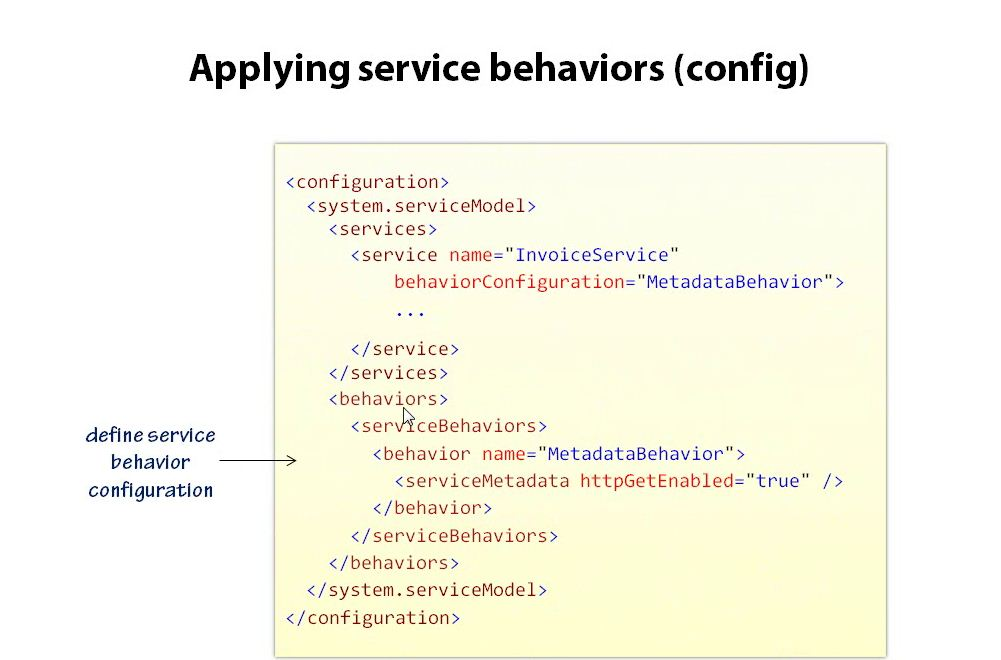 Applying service behaviors (config)
<configuration>
  <system.serviceModel>
    <services>
      <service name="InvoiceService"
          behaviorConfiguration="MetadataBehavior">
          ...
      </service>
    </services>
    <behaviors>
      <serviceBehaviors>
        <behavior name="MetadataBehavior">
          <serviceMetadata httpGetEnabled="true" />
        </behavior>
      </serviceBehaviors>
    </behaviors>
  </system.serviceModel>
</configuration>
define service
behavior
configuration